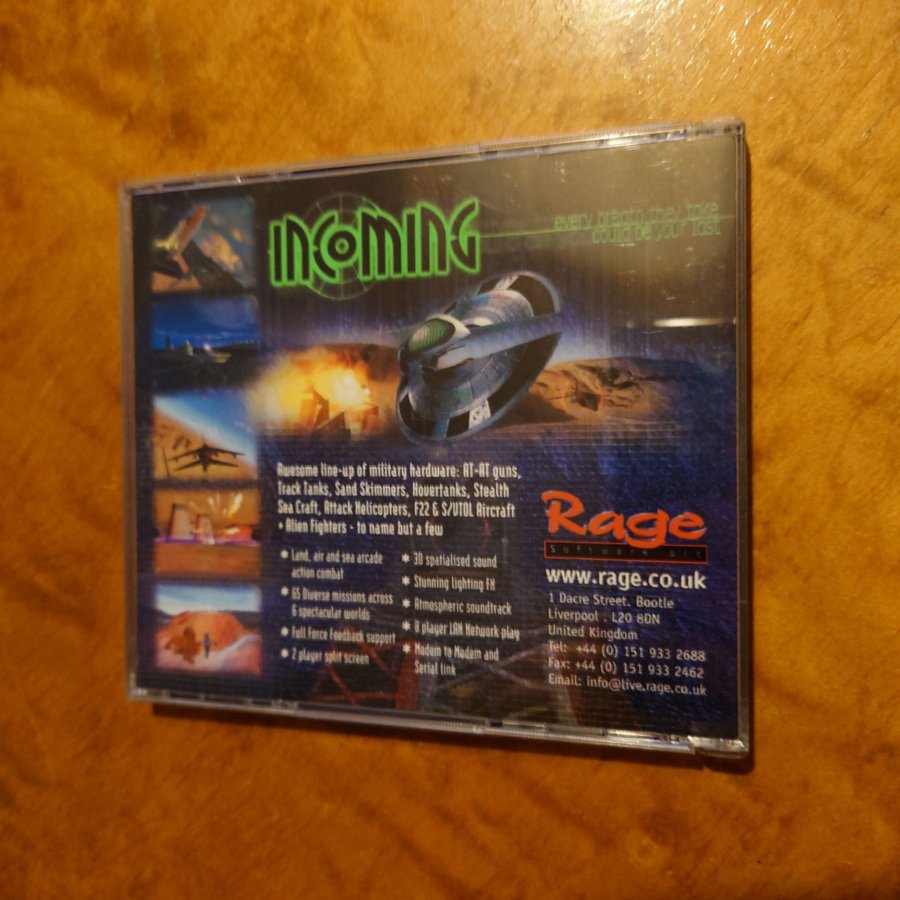 INCOMING
every breath they take
could be your last
Awesome line-up of military hardware: AT-AT guns,
Track Tanks, Sand Skimmers, Hovertanks, Stealth
Sea Craft, Attack Helicopters, F22 & S/VTOL Aircraft
+ Alien Fighters - to name but a few
* Land, air and sea arcade
action combat
* 65 Diverse missions across
6 spectacular worlds
* Full Force Feedback support
* 2 player split screen
* 3D spatialised sound
* Stunning lighting FX
* Atmospheric soundtrack
* 8 player LAN Network play
* Modem to Modem and
Serial link
Rage
Software plc
www.rage.co.uk
1 Dacre Street, Bootle
Liverpool . L20 8DN
United Kingdom
Tel: +44 (0) 151 933 2688
Fax: +44 (0) 151 933 2462
Email: info@live.rage.co.uk